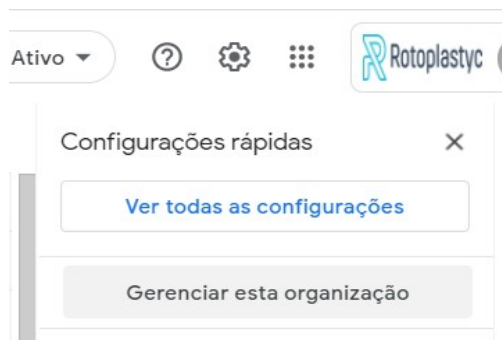 Ativo
Rotoplastyc
Configurações rápidas
Ver todas as configurações
Gerenciar esta organização